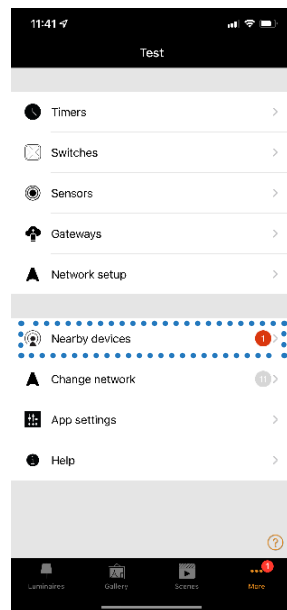 11:41
Test
Timers
Switches
Sensors
Gateways
Network setup
Nearby devices 1
Change network 11
App settings
Help
?
1
Luminaires Gallery Scenes More